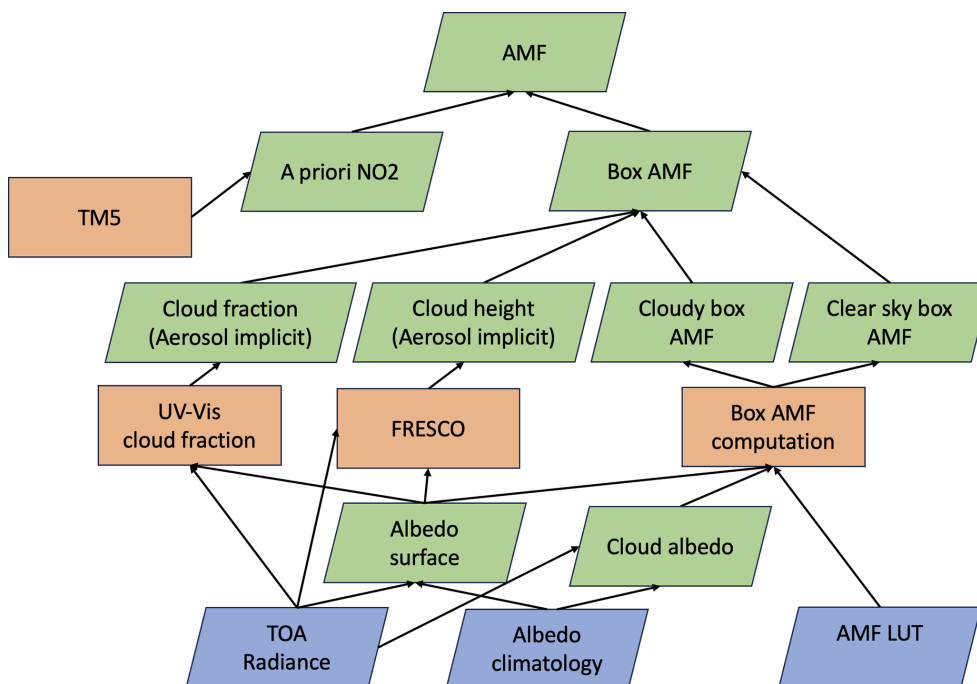 AMF
A priori NO2
Box AMF
TM5
Cloud fraction
(Aerosol implicit)
Cloud height
(Aerosol implicit)
Cloudy box
AMF
Clear sky box
AMF
UV-Vis
cloud fraction
FRESCO
Box AMF
computation
Albedo
surface
Cloud albedo
TOA
Radiance
Albedo
climatology
AMF LUT